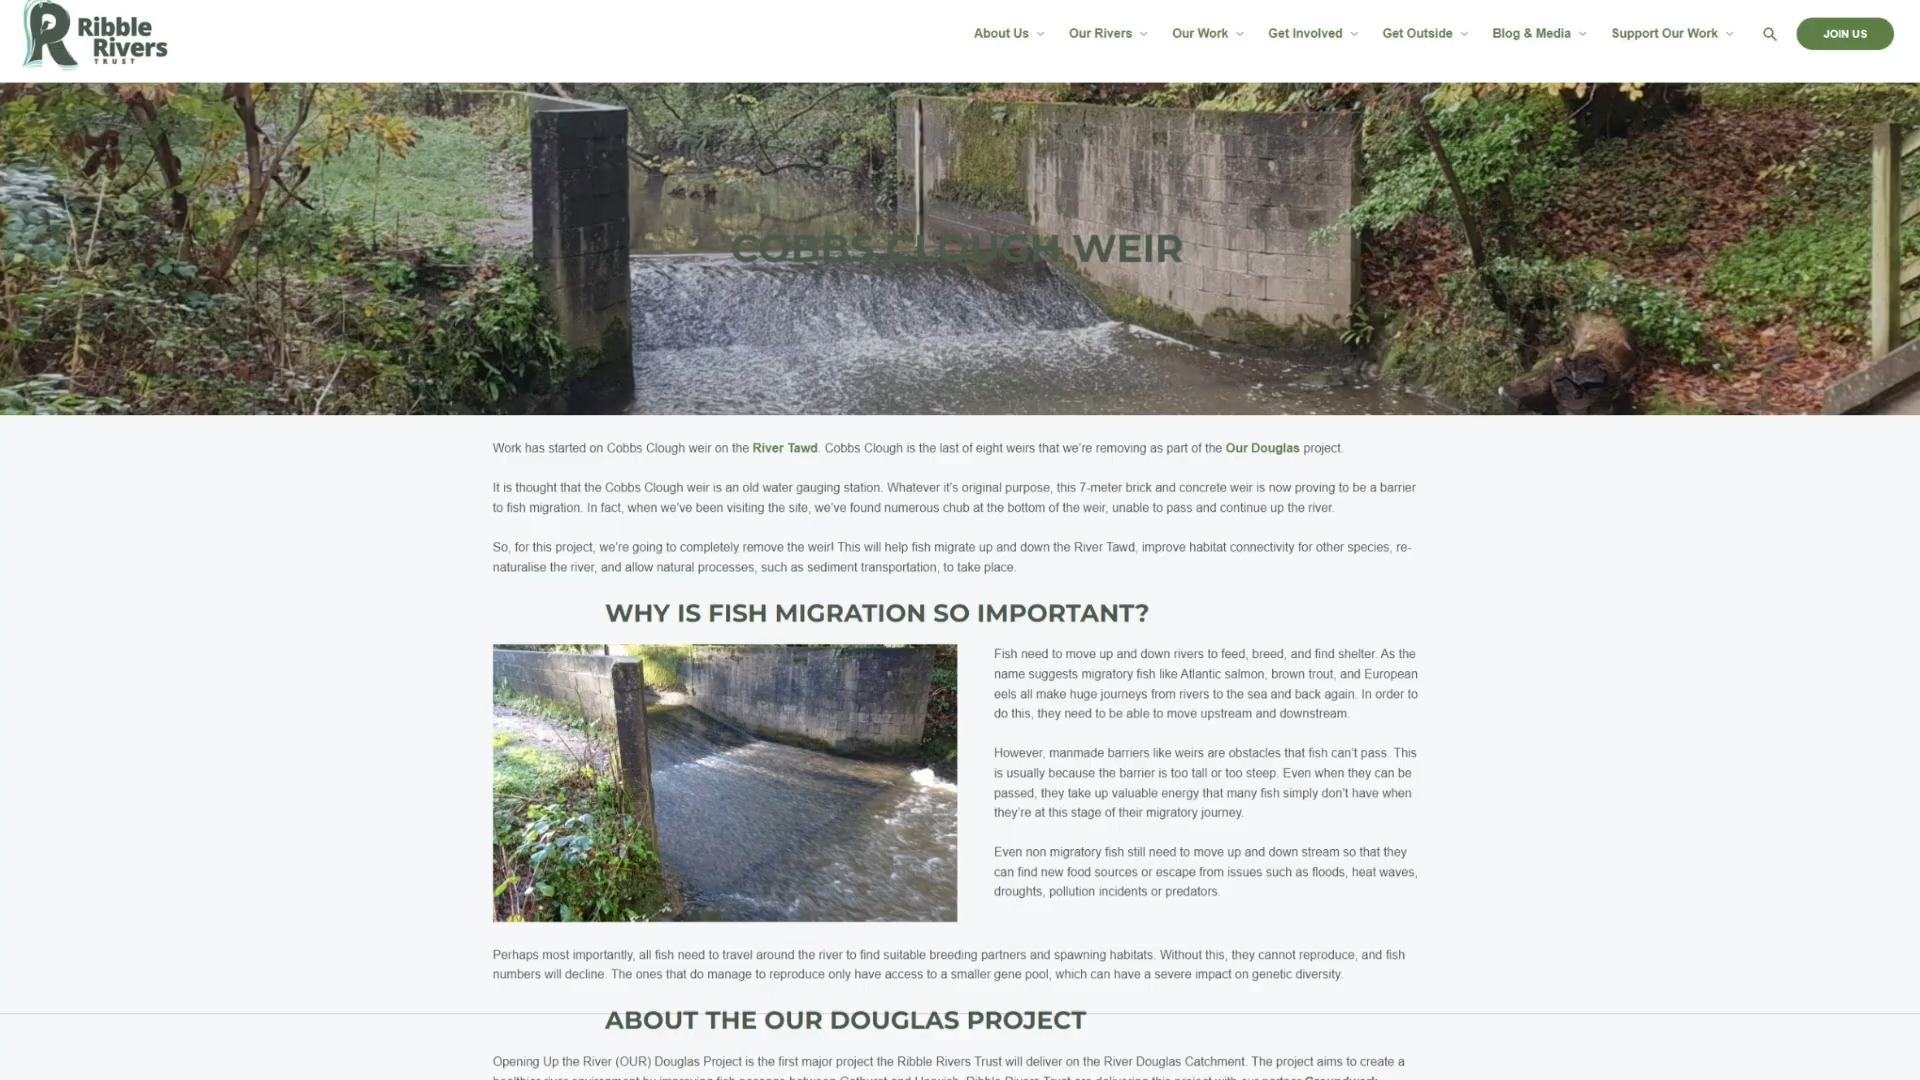 Ribble
Rivers
TRUST
About Us
Our Rivers
Our Work
Get Involved
Get Outside
Blog & Media
Support Our Work
JOIN US
COBBS CLOUGH WEIR
Work has started on Cobbs Clough weir on the River Tawd. Cobbs Clough is the last of eight weirs that we're removing as part of the Our Douglas project.
It is thought that the Cobbs Clough weir is an old water gauging station. Whatever it's original purpose, this 7-meter brick and concrete weir is now proving to be a barrier
to fish migration. In fact, when we've been visiting the site, we've found numerous chub at the bottom of the weir, unable to pass and continue up the river.
So, for this project, we're going to completely remove the weir! This will help fish migrate up and down the River Tawd, improve habitat connectivity for other species, re-
naturalise the river, and allow natural processes, such as sediment transportation, to take place.
WHY IS FISH MIGRATION SO IMPORTANT?
Fish need to move up and down rivers to feed, breed, and find shelter. As the
name suggests migratory fish like Atlantic salmon, brown trout, and European
eels all make huge journeys from rivers to the sea and back again. In order to
do this, they need to be able to move upstream and downstream.
However, manmade barriers like weirs are obstacles that fish can't pass. This
is usually because the barrier is too tall or too steep. Even when they can be
passed, they take up valuable energy that many fish simply don't have when
they're at this stage of their migratory journey.
Even non migratory fish still need to move up and down stream so that they
can find new food sources or escape from issues such as floods, heat waves,
droughts, pollution incidents or predators.
Perhaps most importantly, all fish need to travel around the river to find suitable breeding partners and spawning habitats. Without this, they cannot reproduce, and fish
numbers will decline. The ones that do manage to reproduce only have access to a smaller gene pool, which can have a severe impact on genetic diversity.
ABOUT THE OUR DOUGLAS PROJECT
Opening Up the River (OUR) Douglas Project is the first major project the Ribble Rivers Trust will deliver on the River Douglas Catchment. The project aims to create a